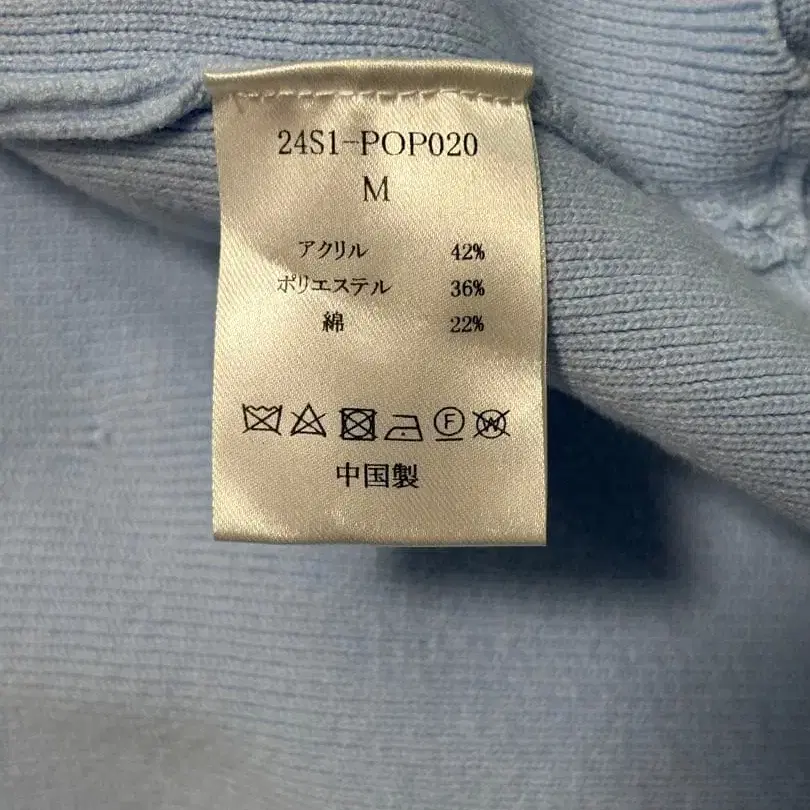 24S1-POP020
M
アクリル 42%
ポリエステル 36%
綿 22%
F W
中国製